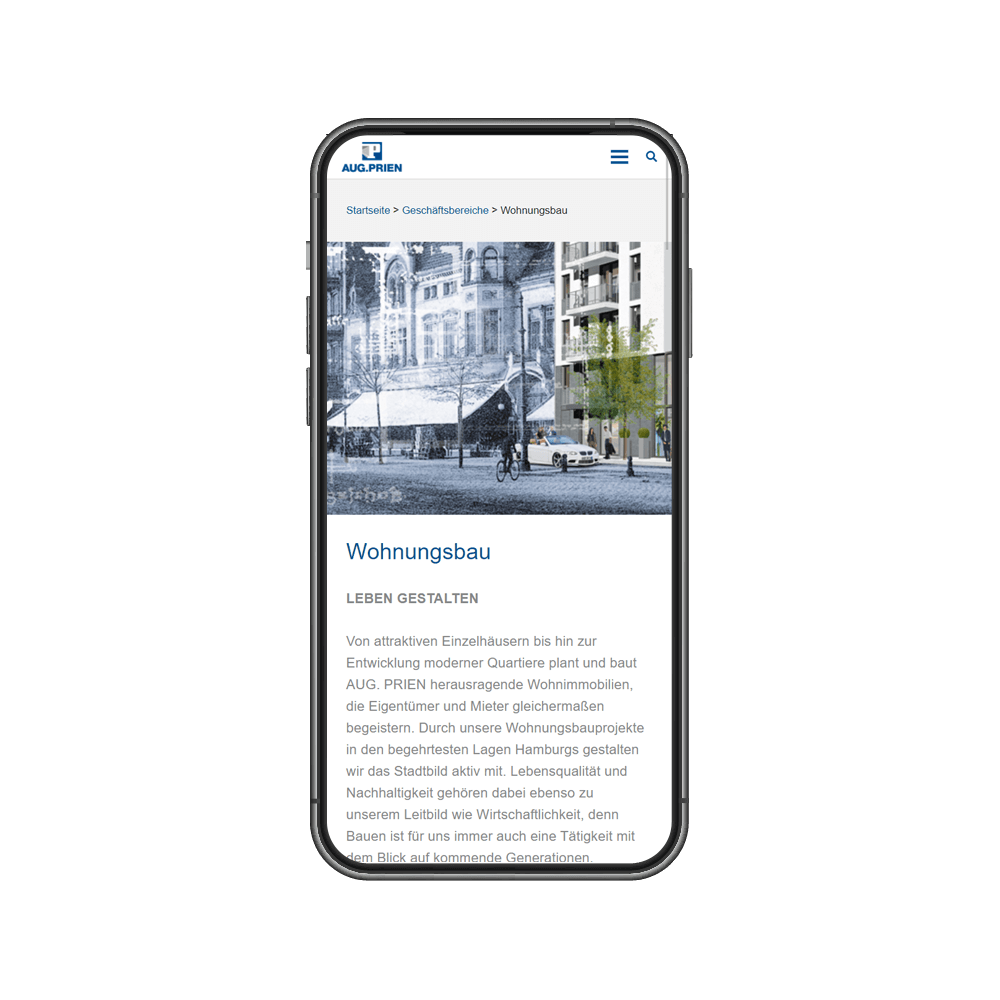 AUG.PRIEN
Startseite > Geschäftsbereiche > Wohnungsbau
Wohnungsbau
LEBEN GESTALTEN
Von attraktiven Einzelhäusern bis hin zur
Entwicklung moderner Quartiere plant und baut
AUG. PRIEN herausragende Wohnimmobilien,
die Eigentümer und Mieter gleichermaßen
begeistern. Durch unsere Wohnungsbauprojekte
in den begehrtesten Lagen Hamburgs gestalten
wir das Stadtbild aktiv mit. Lebensqualität und
Nachhaltigkeit gehören dabei ebenso zu
unserem Leitbild wie Wirtschaftlichkeit, denn
Bauen ist für uns immer auch eine Tätigkeit mit
dem Blick auf kommende Generationen.